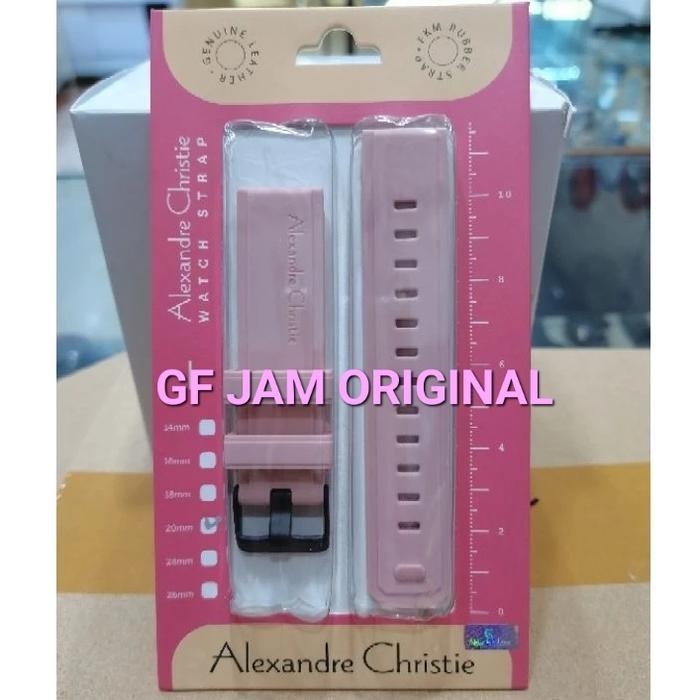 GENUINE LEATHER
FKM RUBBER STRAP
Alexandre Christie
WATCH STRAP
Alexandre Christie
10
8
6
GF JAM ORIGINAL
4
2
0
14mm
16mm
18mm
20mm
24mm
26mm
Alexandre Christie